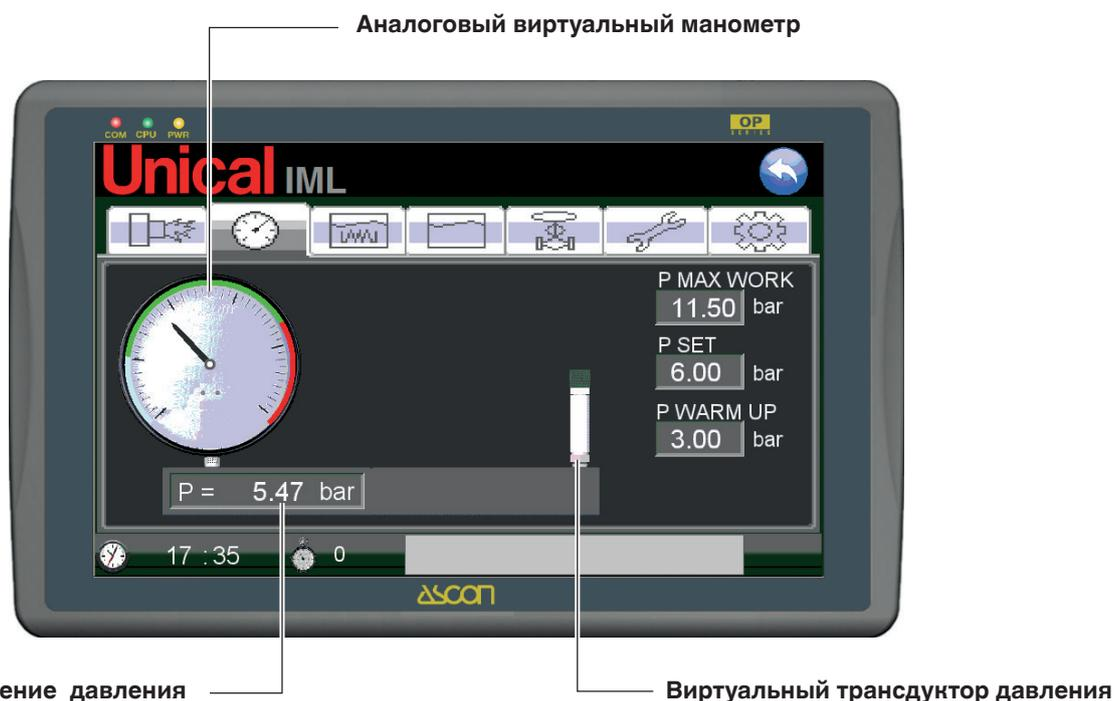 Аналоговый виртуальный манометр
COM CPU PWR
OP
SERIES
Unical IML
P MAX WORK
11.50 bar
P SET
6.00 bar
P WARM UP
3.00 bar
P = 5.47 bar
17 : 35 0
ascon
ение давления
Виртуальный трансдуктор давления